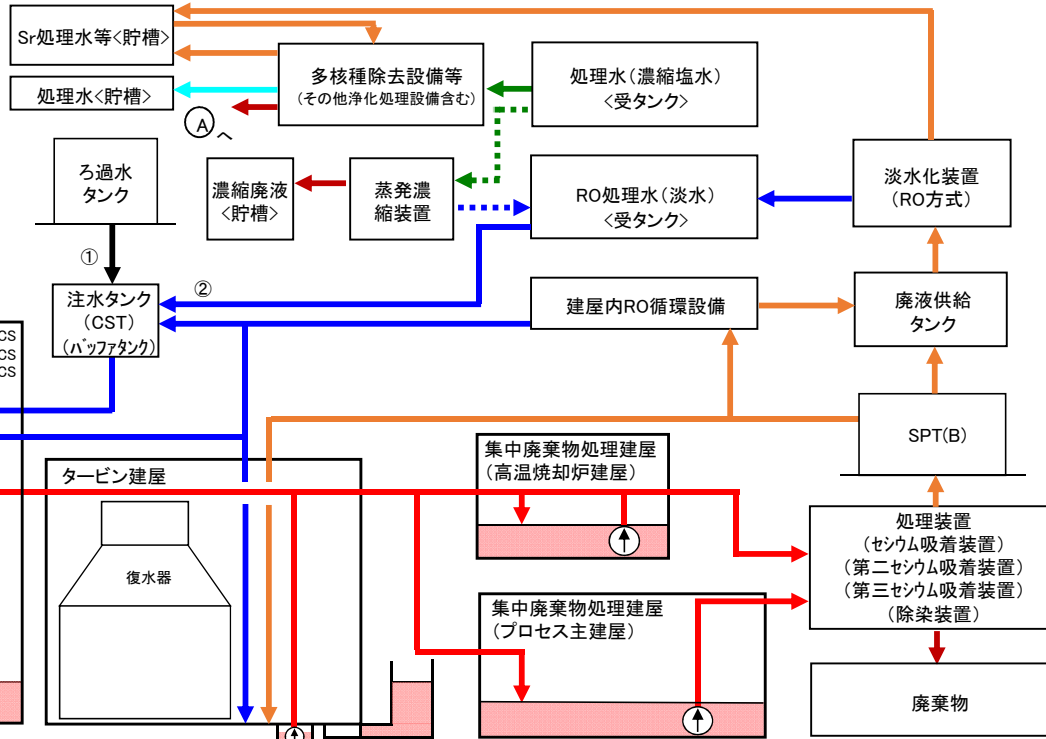 Sr処理水等<貯槽>
処理水<貯槽>
多核種除去設備等
(その他浄化処理設備含む)
A へ
処理水(濃縮塩水)
<受タンク>
ろ過水
タンク
濃縮廃液
<貯槽>
蒸発濃
縮装置
RO処理水(淡水)
<受タンク>
淡水化装置
(RO方式)
①
②
注水タンク
(CST)
(バッファタンク)
建屋内RO循環設備
廃液供給
タンク
CS
CS
CS
SPT(B)
タービン建屋
復水器
集中廃棄物処理建屋
(高温焼却炉建屋)
集中廃棄物処理建屋
(プロセス主建屋)
処理装置
(セシウム吸着装置)
(第二セシウム吸着装置)
(第三セシウム吸着装置)
(除染装置)
廃棄物